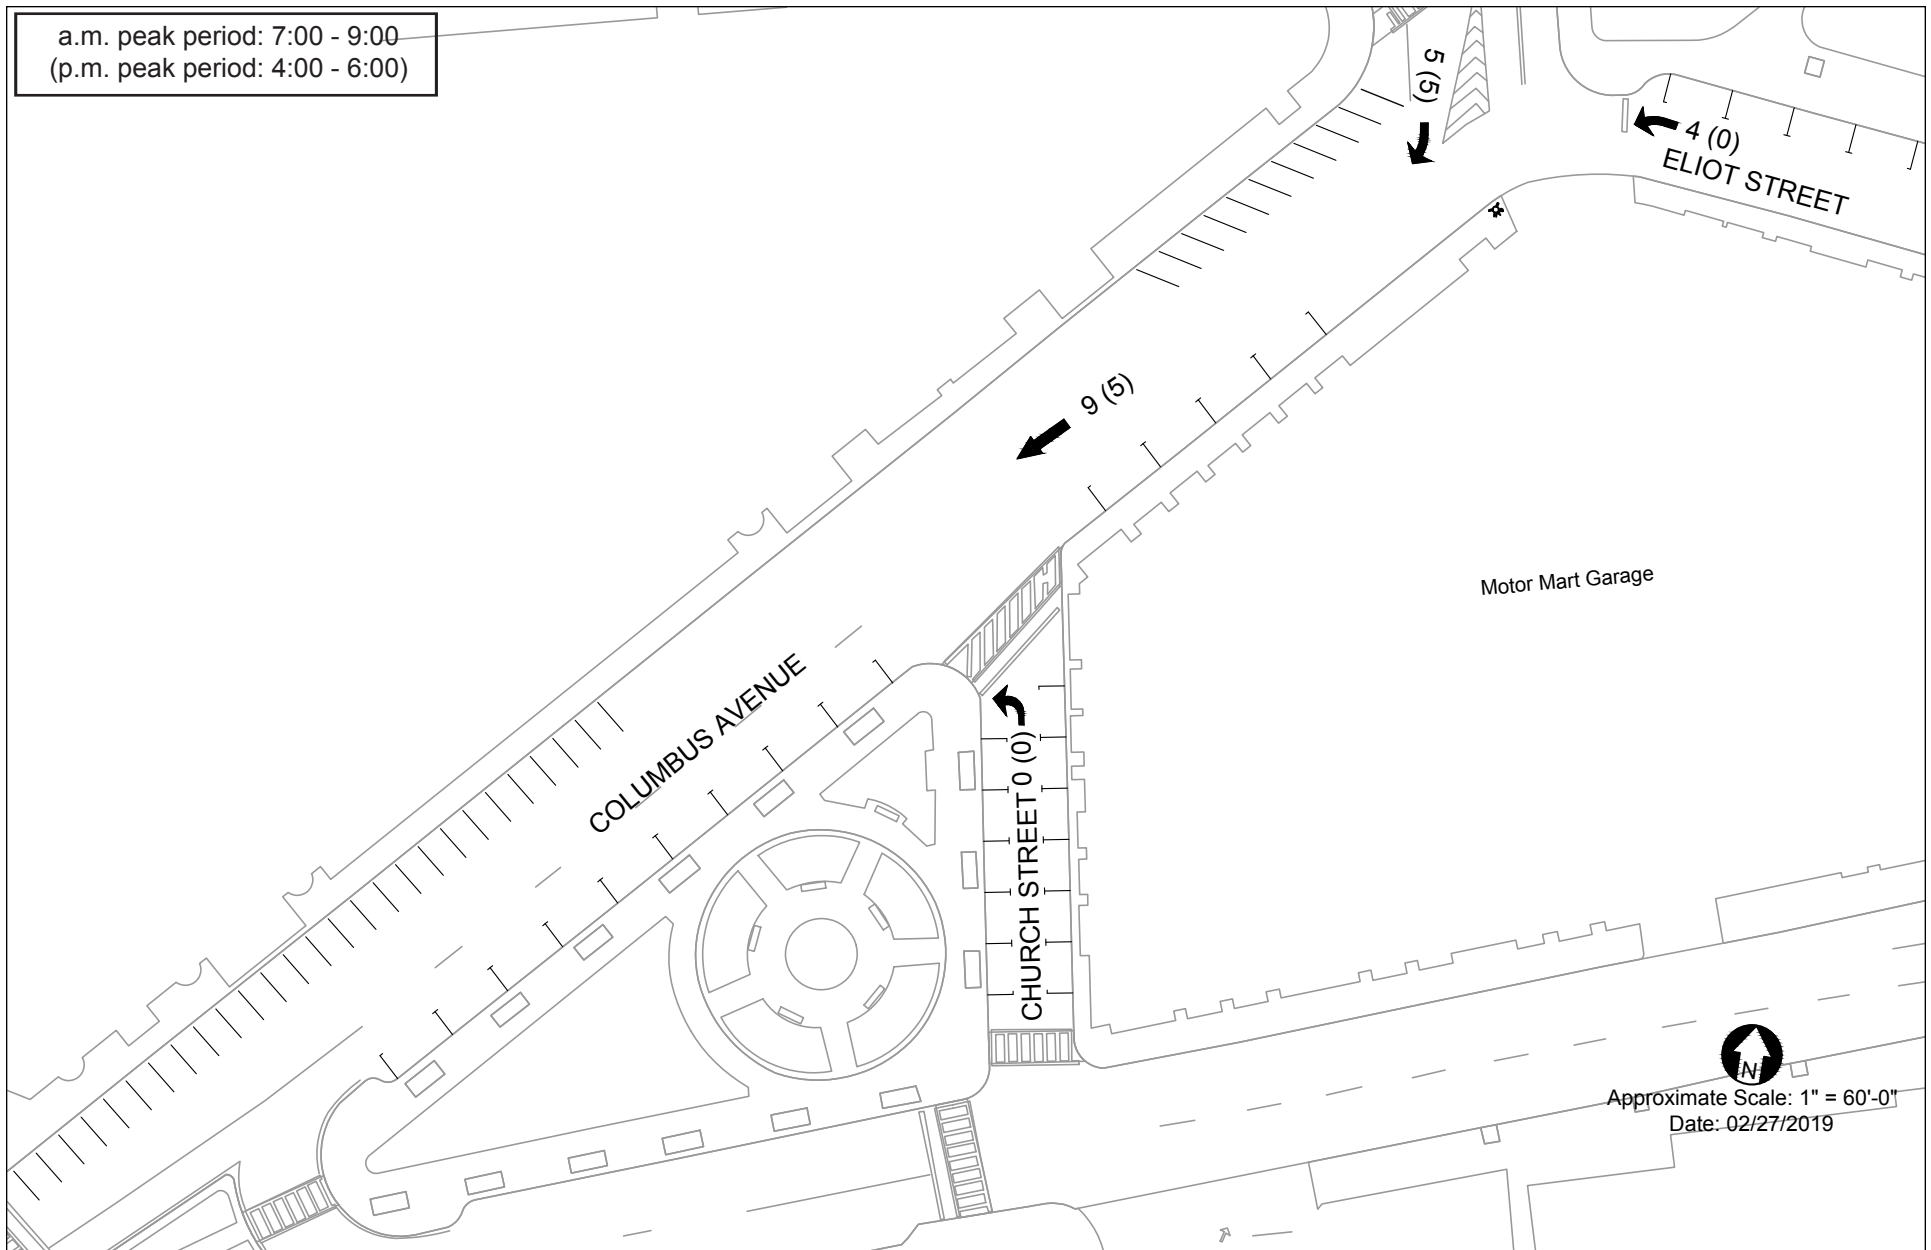 a.m. peak period: 7:00 - 9:00
(p.m. peak period: 4:00 - 6:00)
5 (5)
4 (0)
ELIOT STREET
9 (5)
Motor Mart Garage
COLUMBUS AVENUE
CHURCH STREET 0 (0)
N
Approximate Scale: 1" = 60'-0"
Date: 02/27/2019